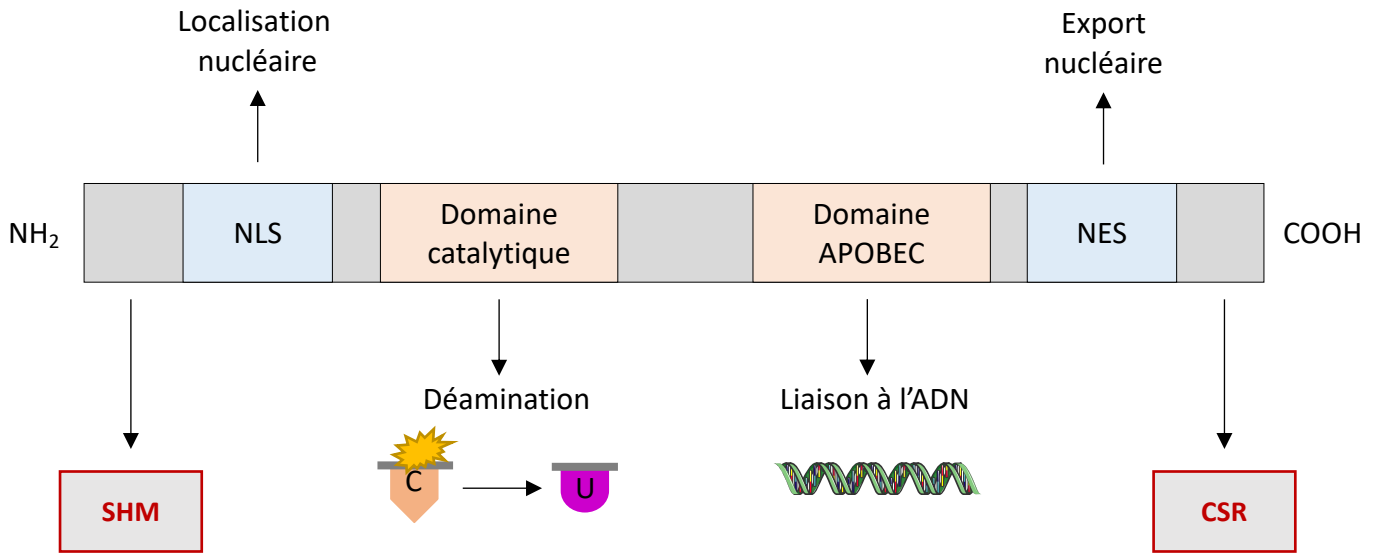 Localisation
nucléaire
Export
nucléaire
NH₂
NLS
Domaine
catalytique
Domaine
APOBEC
NES
COOH
Déamination
Liaison à l'ADN
C
U
SHM
CSR